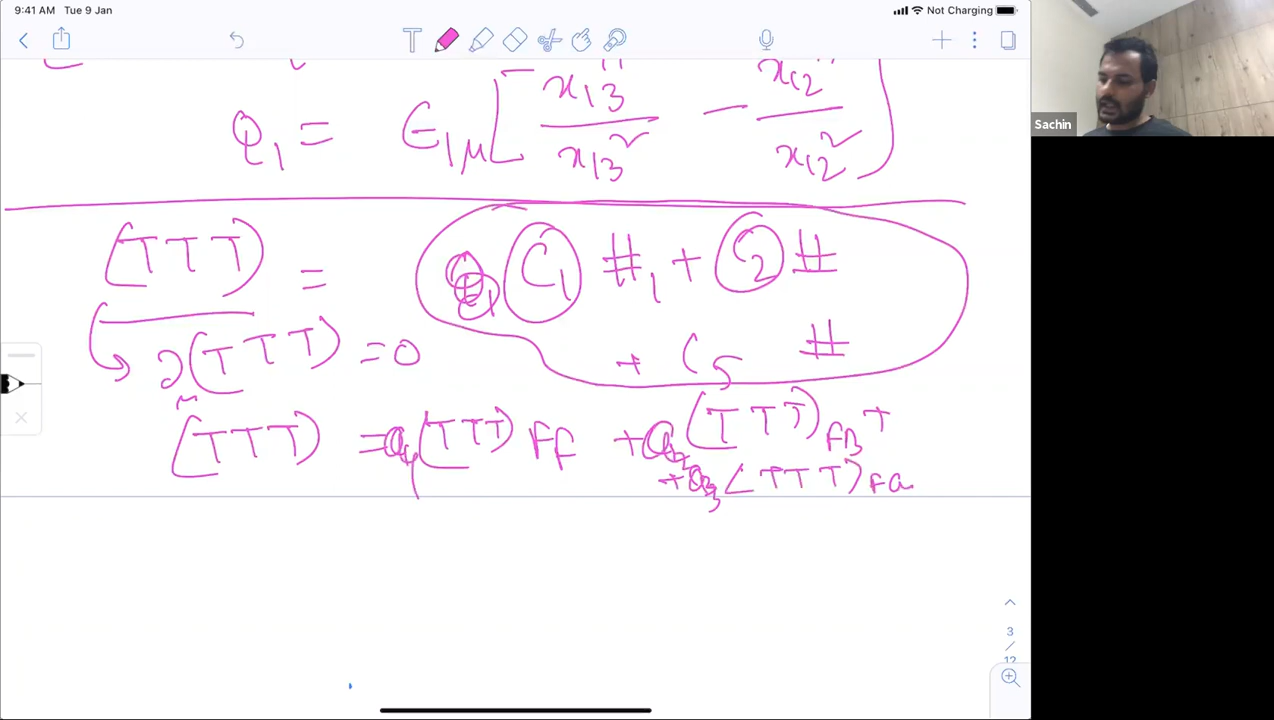 9:41 AM Tue 9 Jan
Not Charging
Sachin
Q₁ = ε₁μ [ x₁₃^μ / x₁₃² − x₁₂^μ / x₁₂² ]
⟨TTT⟩ = C₁ #₁ + C₂ #
+ C₅ #
∂_μ⟨TTT⟩ = 0
⟨TTT⟩ = a₁⟨TTT⟩FF + a₂⟨TTT⟩FB +
+ a₃⟨TTT⟩
3
/
12